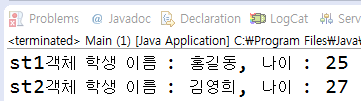 Problems @ Javadoc Declaration LogCat Servers
<terminated> Main (1) [Java Application] C:￦Program Files￦Java￦
st1객체 학생 이름 : 홍길동, 나이 : 25
st2객체 학생 이름 : 김영희, 나이 : 27